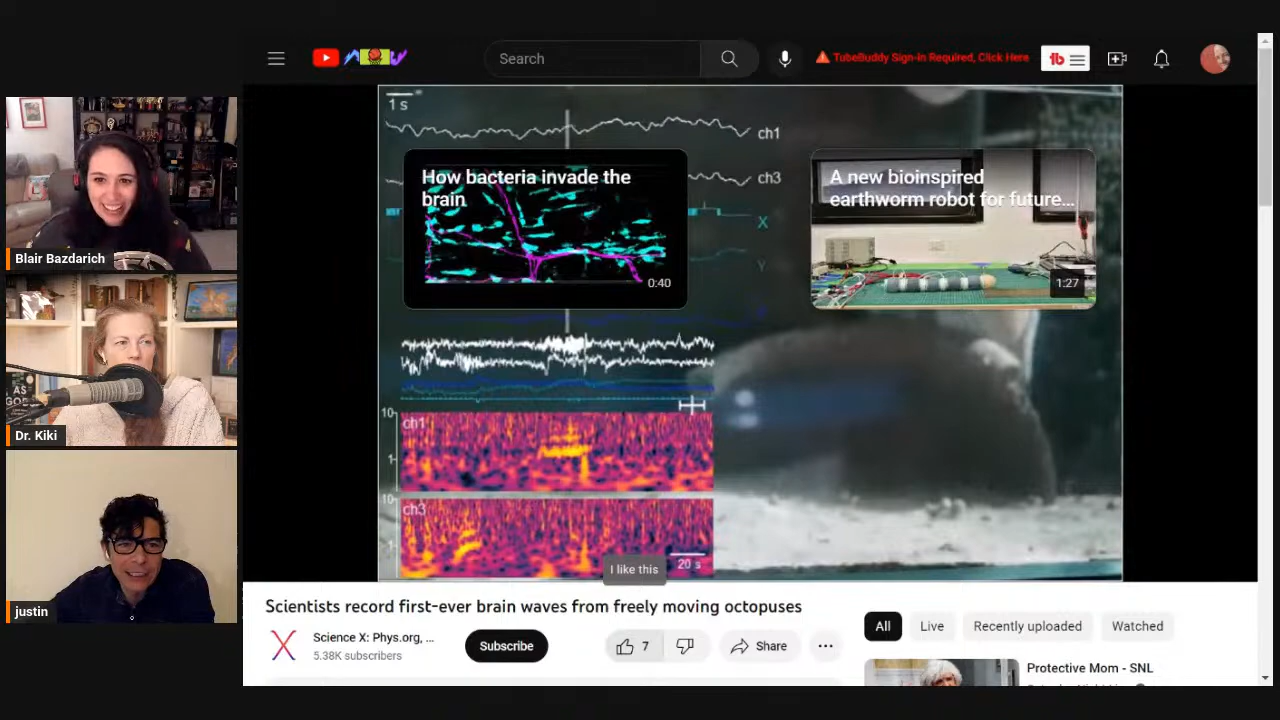 Search
TubeBuddy Sign-In Required, Click Here
tb
1 s
ch1
ch3
X
Y
How bacteria invade the
brain
0:40
A new bioinspired
earthworm robot for future...
1:27
10
ch1
1
10
ch3
20 s
I like this
Blair Bazdarich
AS
GO
Dr. Kiki
justin
Scientists record first-ever brain waves from freely moving octopuses
Science X: Phys.org, ...
5.38K subscribers
Subscribe
7
Share
All
Live
Recently uploaded
Watched
Protective Mom - SNL